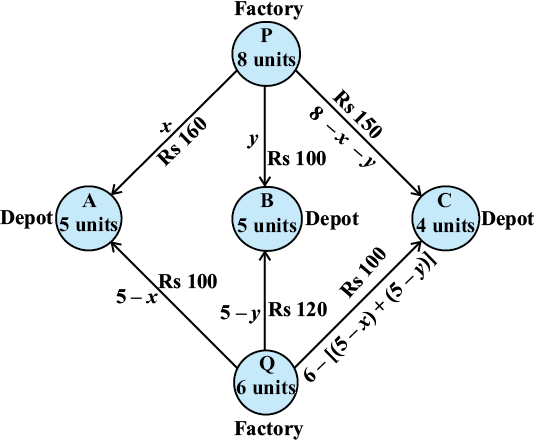 Factory
P
8 units
x
Rs 160
y
Rs 100
Rs 150
8 – x – y
Depot
A
5 units
B
5 units
Depot
C
4 units
Depot
Rs 100
5 – x
5 – y
Rs 120
Rs 100
6 – [(5 – x) + (5 – y)]
Q
6 units
Factory